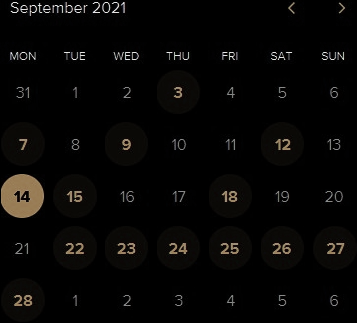 September 2021
MON TUE WED THU FRI SAT SUN
31 1 2 3 4 5 6
7 8 9 10 11 12 13
14 15 16 17 18 19 20
21 22 23 24 25 26 27
28 1 2 3 4 5 6